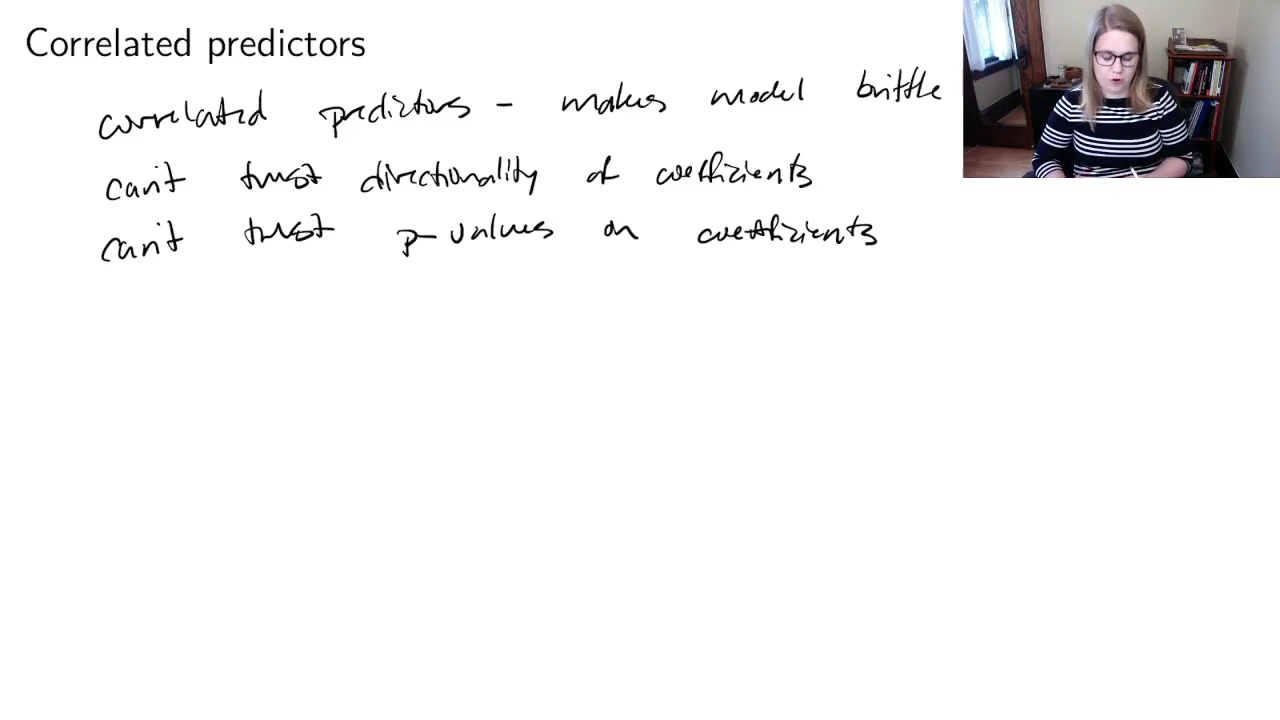 Correlated predictors
correlated predictors - makes model brittle
can't trust directionality of coefficients
can't trust p-values on coefficients